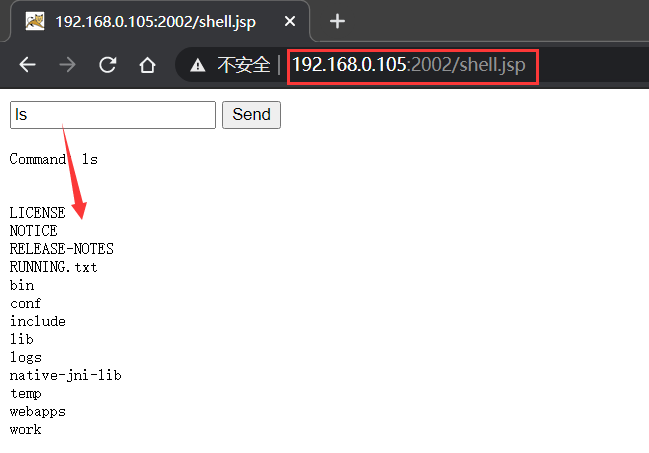 192.168.0.105:2002/shell.jsp
不安全 | 192.168.0.105:2002/shell.jsp
ls Send
Command: ls
LICENSE
NOTICE
RELEASE-NOTES
RUNNING.txt
bin
conf
include
lib
logs
native-jni-lib
temp
webapps
work